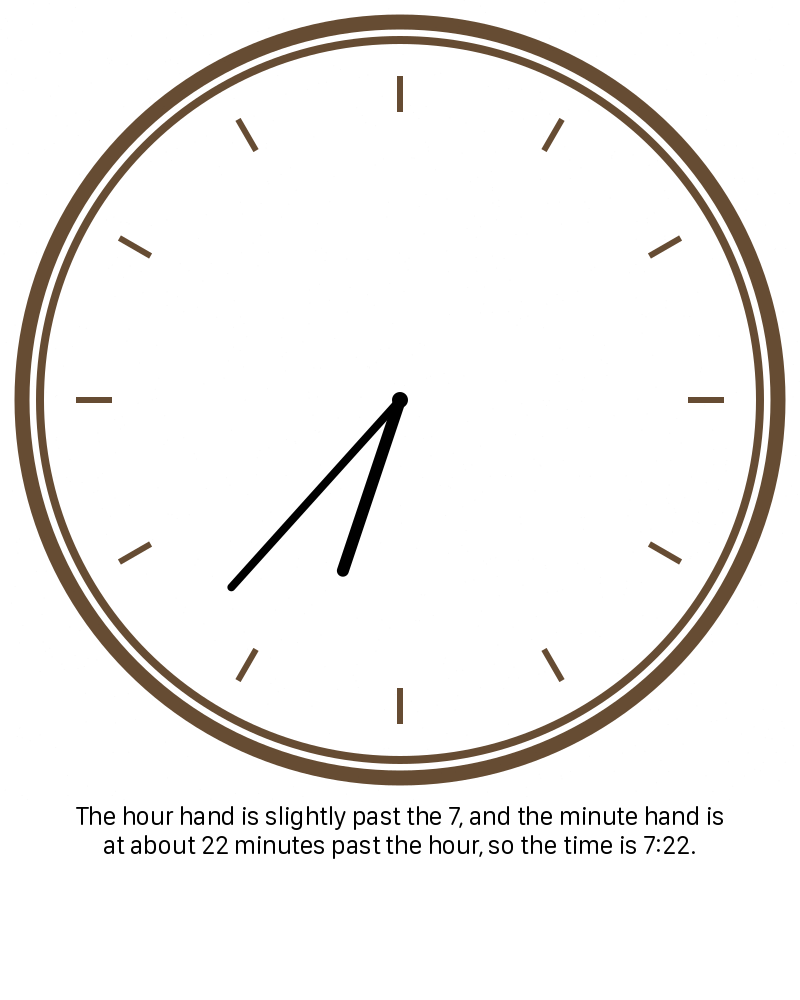 The hour hand is slightly past the 7, and the minute hand is
at about 22 minutes past the hour, so the time is 7:22.